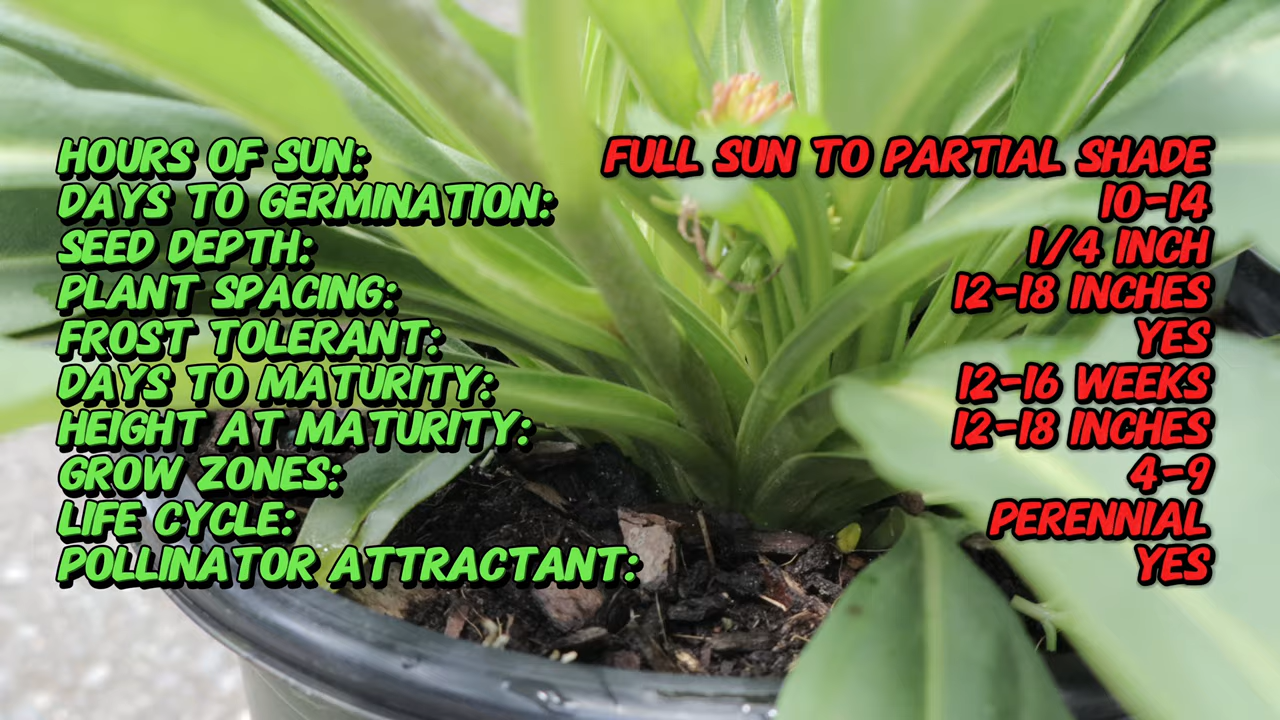 HOURS OF SUN: FULL SUN TO PARTIAL SHADE
DAYS TO GERMINATION: 10-14
SEED DEPTH: 1/4 INCH
PLANT SPACING: 12-18 INCHES
FROST TOLERANT: YES
DAYS TO MATURITY: 12-16 WEEKS
HEIGHT AT MATURITY: 12-18 INCHES
GROW ZONES: 4-9
LIFE CYCLE: PERENNIAL
POLLINATOR ATTRACTANT: YES